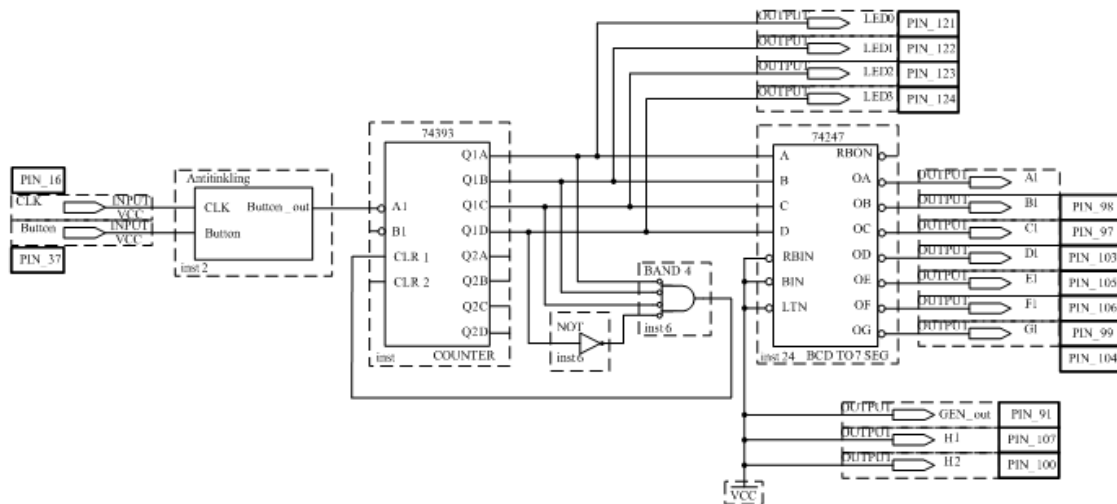 OUTPUT LED0 PIN_121
OUTPUT LED1 PIN_122
OUTPUT LED2 PIN_123
OUTPUT LED3 PIN_124
74393
74247
PIN_16
CLK INPUT
VCC
Button INPUT
VCC
PIN_37
Antitinkling
CLK Button_out
Button
inst 2
A1
B1
CLR 1
CLR 2
Q1A
Q1B
Q1C
Q1D
Q2A
Q2B
Q2C
Q2D
inst COUNTER
NOT
inst 6
BAND 4
inst 6
A
B
C
D
RBIN
BIN
LTN
RBON
OA
OB
OC
OD
OE
OF
OG
inst 24 BCD TO7 SEG
OUTPUT A1
OUTPUT B1 PIN_98
OUTPUT C1 PIN_97
OUTPUT D1 PIN_103
OUTPUT E1 PIN_105
OUTPUT F1 PIN_106
OUTPUT G1 PIN_99
PIN_104
OUTPUT GEN_out PIN_91
OUTPUT H1 PIN_107
OUTPUT H2 PIN_100
VCC